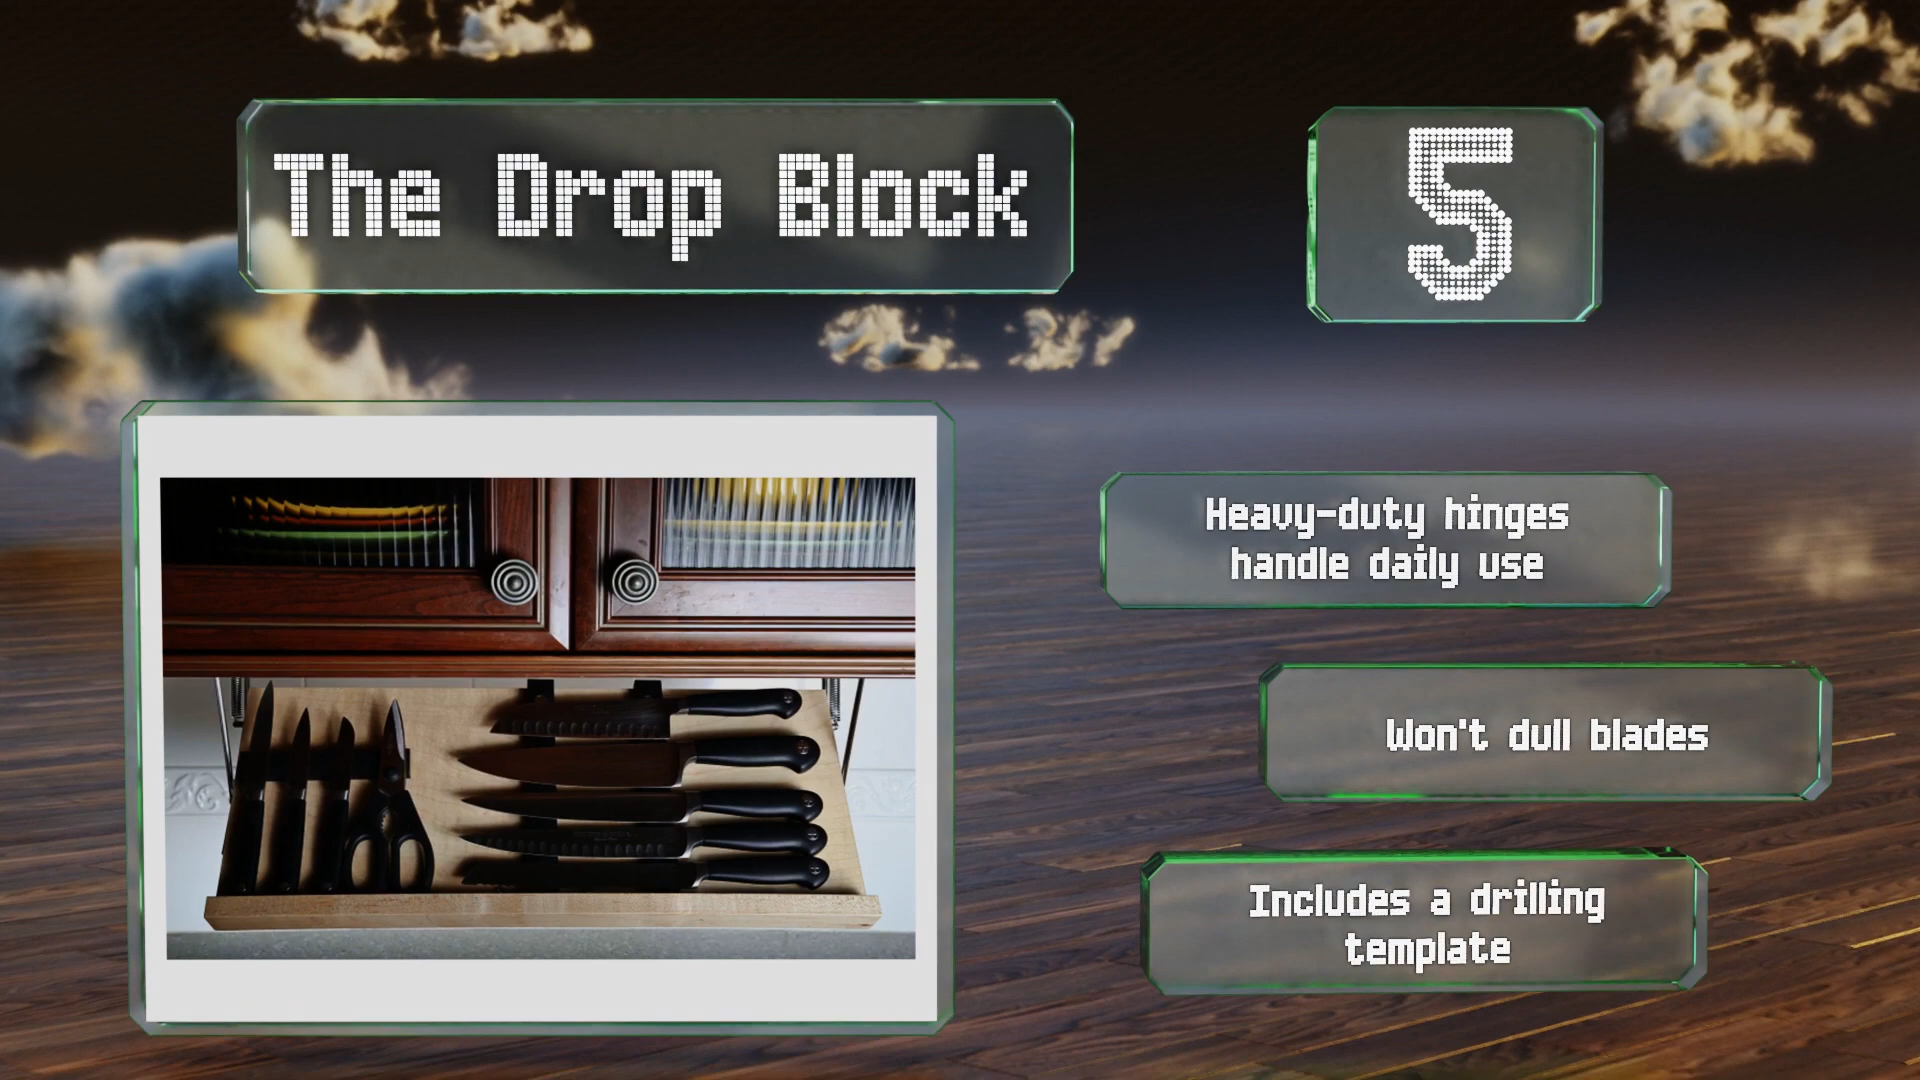 The Drop Block
5
Heavy-duty hinges
handle daily use
Won't dull blades
Includes a drilling
template